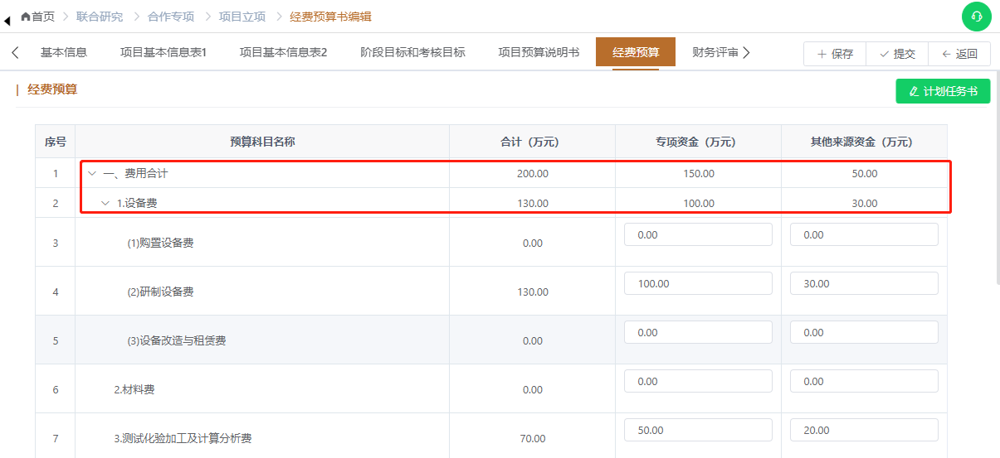 首页 联合研究 合作专项 项目立项 经费预算书编辑
基本信息 项目基本信息表1 项目基本信息表2 阶段目标和考核目标 项目预算说明书 经费预算 财务评审 保存 提交 返回
经费预算
计划任务书
序号 预算科目名称 合计（万元） 专项资金（万元） 其他来源资金（万元）
1 一、费用合计 200.00 150.00 50.00
2 1.设备费 130.00 100.00 30.00
3 (1)购置设备费 0.00 0.00 0.00
4 (2)研制设备费 130.00 100.00 30.00
5 (3)设备改造与租赁费 0.00 0.00 0.00
6 2.材料费 0.00 0.00 0.00
7 3.测试化验加工及计算分析费 70.00 50.00 20.00